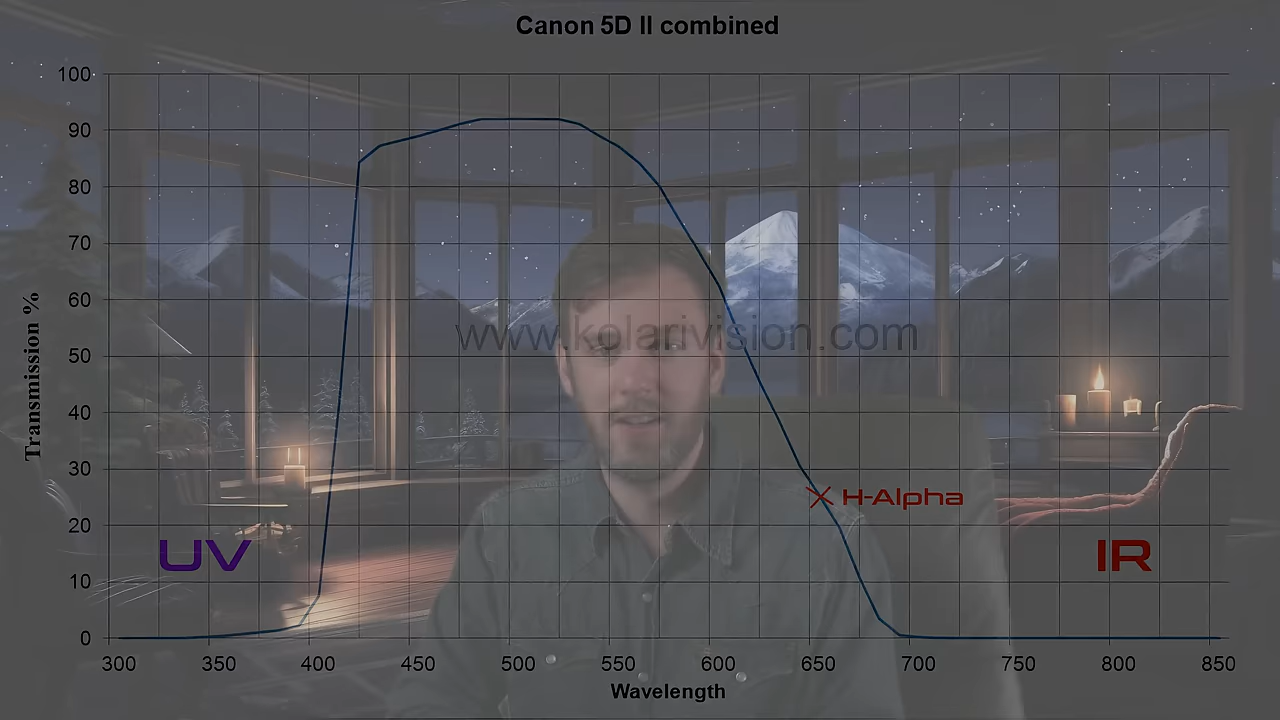 Canon 5D II combined
100
90
80
70
60
50
40
30
20
10
0
Transmission %
www.kolarivision.com
H-Alpha
UV
IR
300 350 400 450 500 550 600 650 700 750 800 850
Wavelength